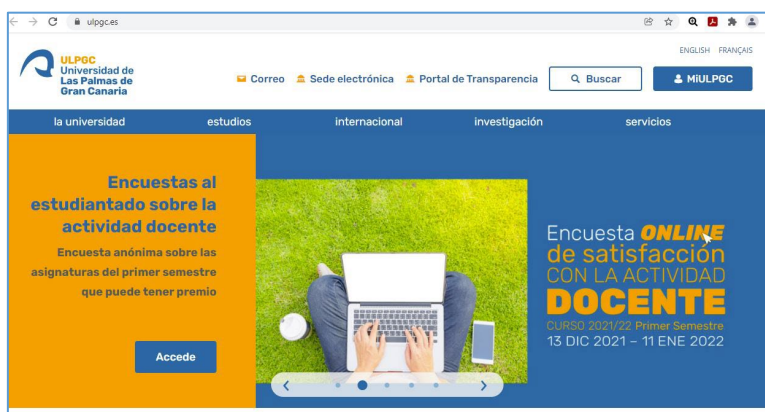 ulpgc.es
ENGLISH FRANÇAIS
ULPGC
Universidad de
Las Palmas de
Gran Canaria
Correo Sede electrónica Portal de Transparencia Buscar MiULPGC
la universidad estudios internacional investigación servicios
Encuestas al
estudiantado sobre la
actividad docente
Encuesta anónima sobre las
asignaturas del primer semestre
que puede tener premio
Accede
Encuesta ONLINE
de satisfacción
CON LA ACTIVIDAD
DOCENTE
CURSO 2021/22 Primer Semestre
13 DIC 2021 – 11 ENE 2022